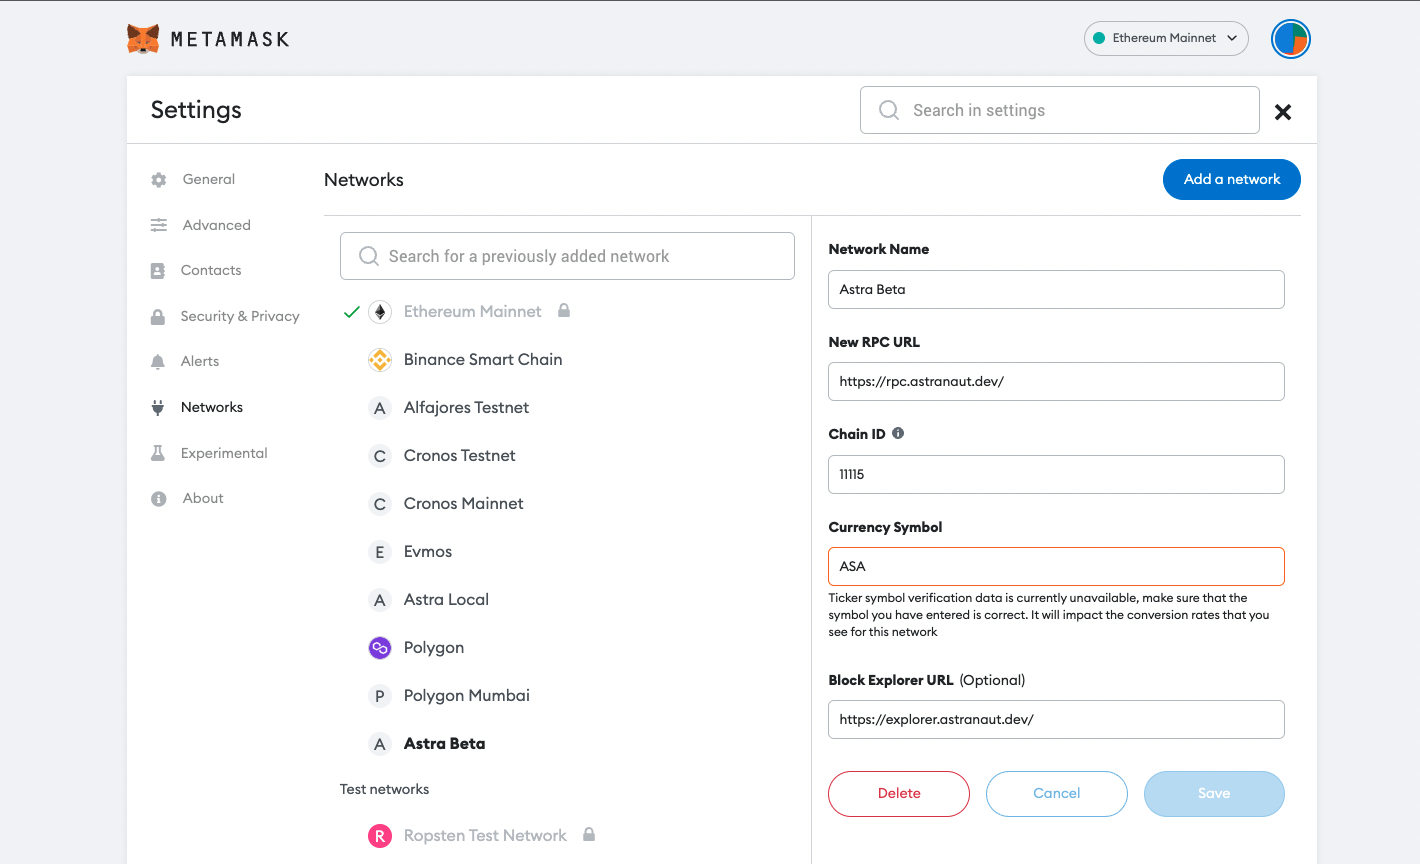 METAMASK
Ethereum Mainnet
Settings
Search in settings
General
Advanced
Contacts
Security & Privacy
Alerts
Networks
Experimental
About
Networks
Add a network
Search for a previously added network
Ethereum Mainnet
Binance Smart Chain
A Alfajores Testnet
C Cronos Testnet
C Cronos Mainnet
E Evmos
A Astra Local
Polygon
P Polygon Mumbai
A Astra Beta
Test networks
R Ropsten Test Network
Network Name
Astra Beta
New RPC URL
https://rpc.astranaut.dev/
Chain ID
11115
Currency Symbol
ASA
Ticker symbol verification data is currently unavailable, make sure that the
symbol you have entered is correct. It will impact the conversion rates that you
see for this network
Block Explorer URL (Optional)
https://explorer.astranaut.dev/
Delete
Cancel
Save